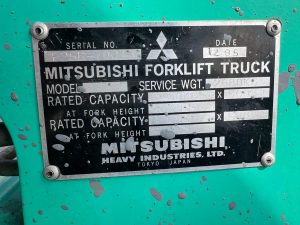 SERIAL NO. DATE
MITSUBISHI FORKLIFT TRUCK
MODEL SERVICE WGT.
RATED CAPACITY X
AT FORK HEIGHT
RATED CAPACITY X
AT FORK HEIGHT
MITSUBISHI
HEAVY INDUSTRIES, LTD.
TOKYO JAPAN